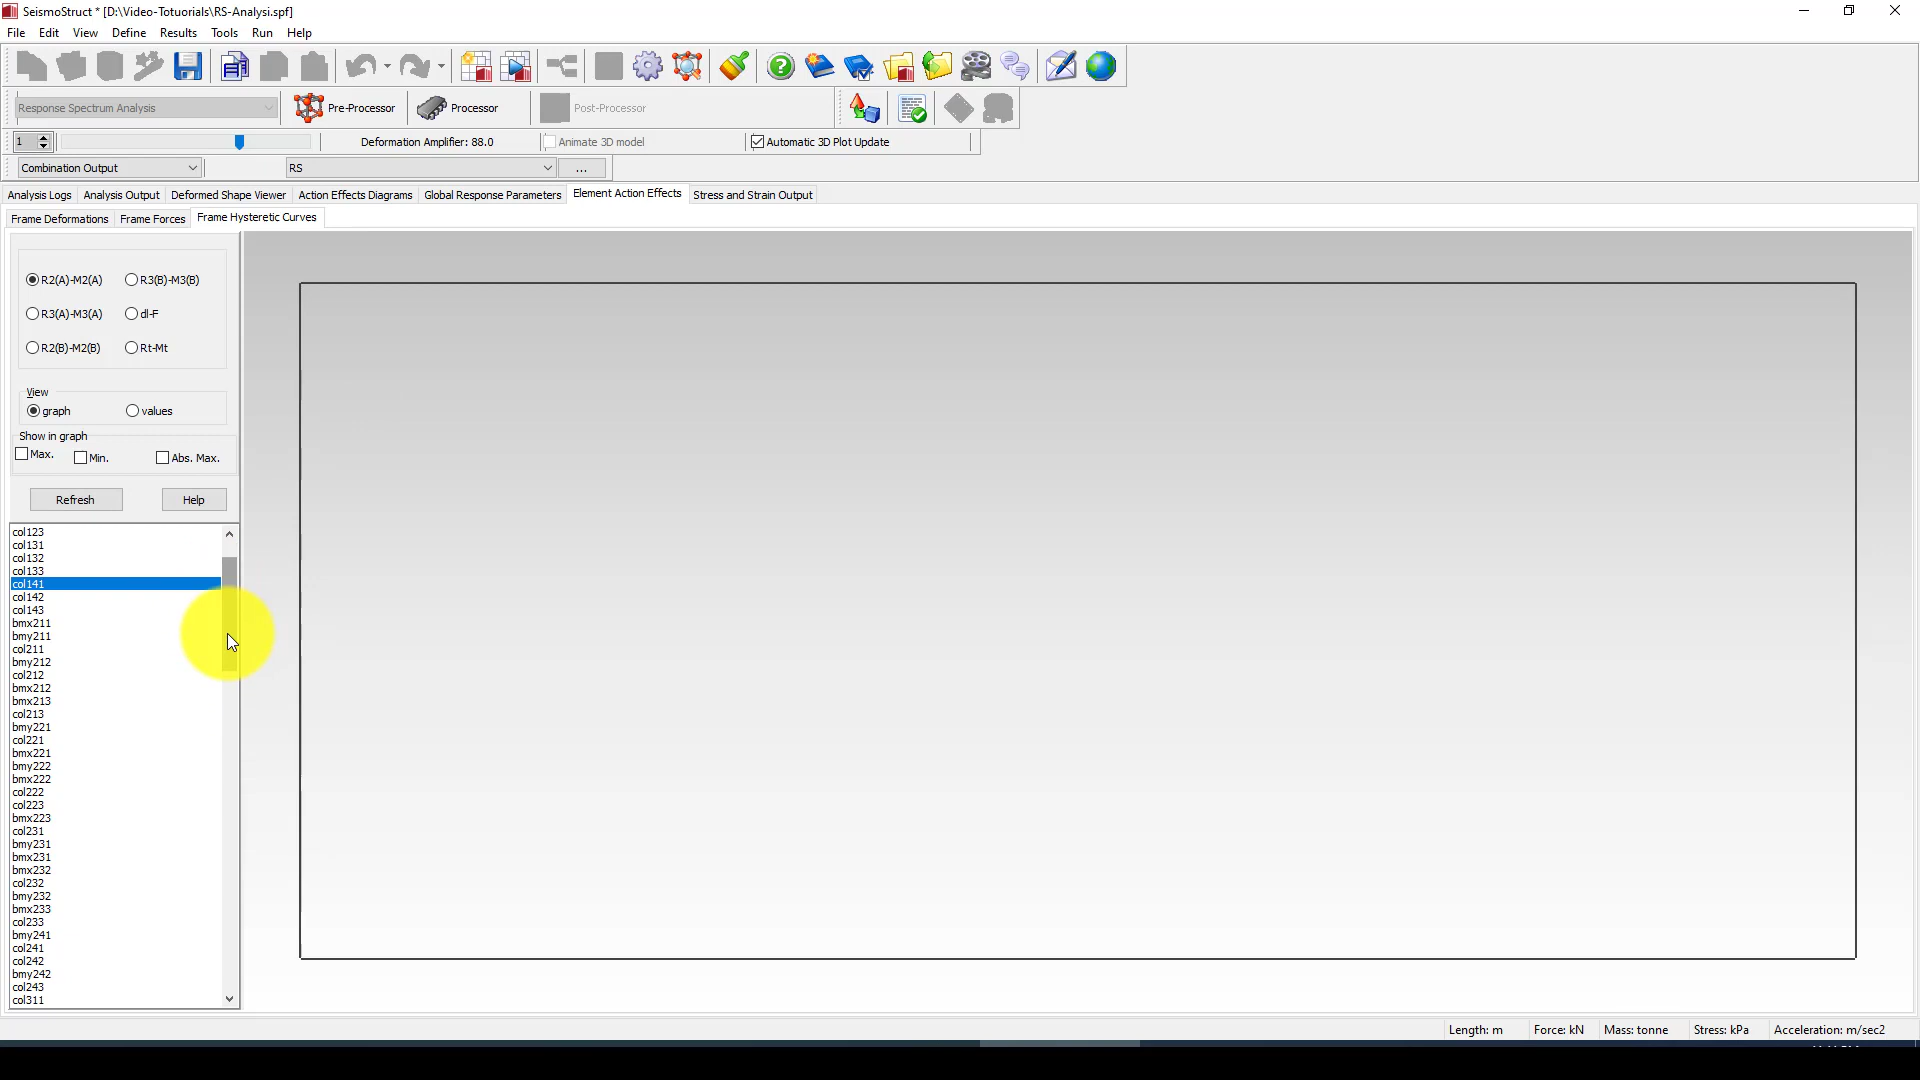 SeismoStruct * [D:\Video-Totuorials\RS-Analysi.spf]
File Edit View Define Results Tools Run Help
Response Spectrum Analysis Pre-Processor Processor Post-Processor
1 Deformation Amplifier: 88.0 Animate 3D model Automatic 3D Plot Update
Combination Output RS ...
Analysis Logs Analysis Output Deformed Shape Viewer Action Effects Diagrams Global Response Parameters Element Action Effects Stress and Strain Output
Frame Deformations Frame Forces Frame Hysteretic Curves
R2(A)-M2(A) R3(B)-M3(B)
R3(A)-M3(A) dl-F
R2(B)-M2(B) Rt-Mt
View
graph values
Show in graph
Max. Min. Abs. Max.
Refresh Help
col123
col131
col132
col133
col141
col142
col143
bmx211
bmy211
col211
bmy212
col212
bmx212
bmx213
col213
bmy221
col221
bmx221
bmy222
bmx222
col222
col223
bmx223
col231
bmy231
bmx231
bmx232
col232
bmy232
bmx233
col233
bmy241
col241
col242
bmy242
col243
col311
Length: m Force: kN Mass: tonne Stress: kPa Acceleration: m/sec2